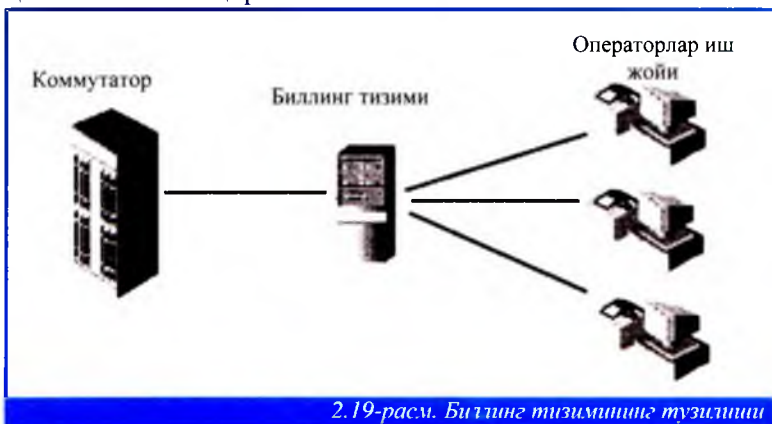 Операторлар иш
жойи
Коммутатор
Биллинг тизими
2.19-расм. Биллинг тизимининг тузилиши